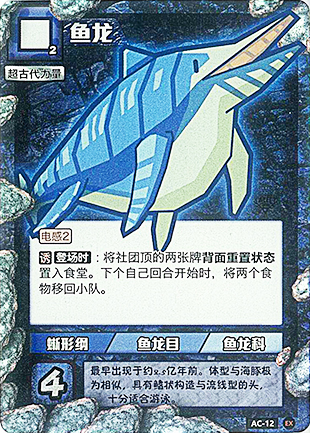 鱼龙
2
超古代力量
电感2
诱 登场时：将社团顶的两张牌背面重置状态
置入食堂。下个自己回合开始时，将两个食
物移回小队。
蜥形纲 鱼龙目 鱼龙科
4
最早出现于约2.5亿年前。体型与海豚极
为相似，具有鳍状构造与流线型的头，
十分适合游泳。
AC-12 EX